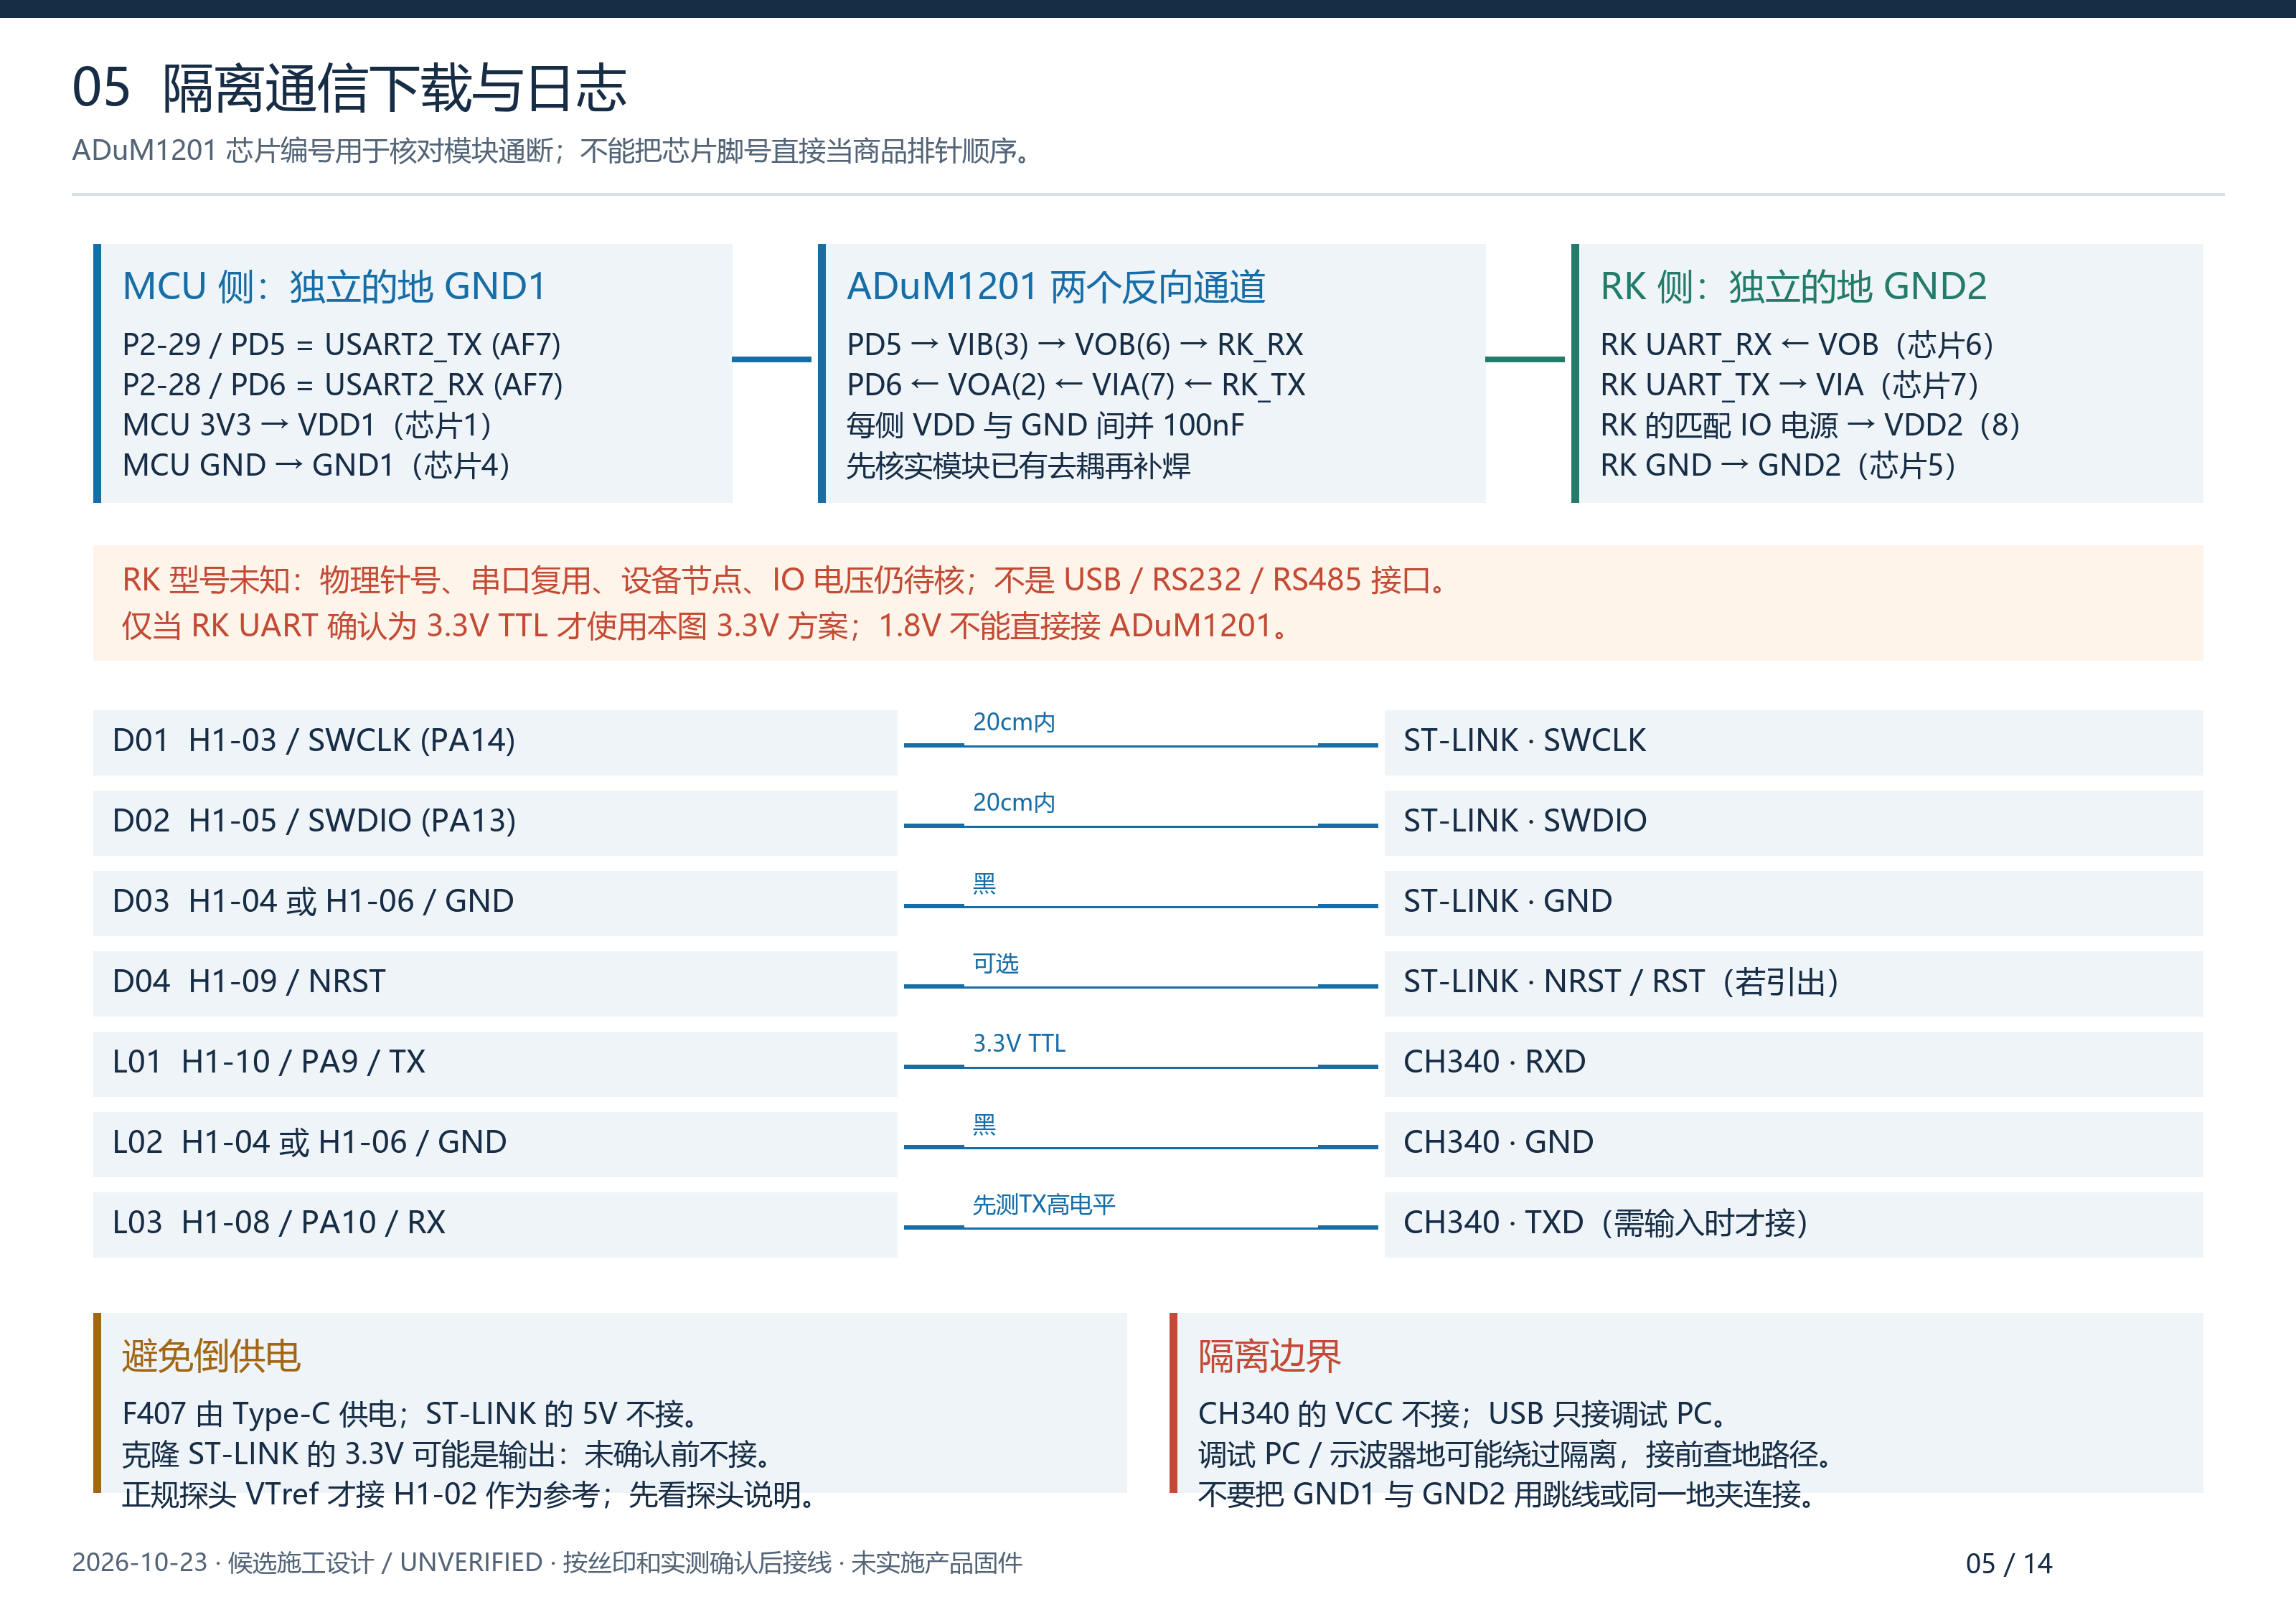 05 隔离通信下载与日志
ADuM1201 芯片编号用于核对模块通断；不能把芯片脚号直接当商品排针顺序。
MCU 侧：独立的地 GND1
P2-29 / PD5 = USART2_TX (AF7)
P2-28 / PD6 = USART2_RX (AF7)
MCU 3V3 → VDD1（芯片1）
MCU GND → GND1（芯片4）
ADuM1201 两个反向通道
PD5 → VIB(3) → VOB(6) → RK_RX
PD6 ← VOA(2) ← VIA(7) ← RK_TX
每侧 VDD 与 GND 间并 100nF
先核实模块已有去耦再补焊
RK 侧：独立的地 GND2
RK UART_RX ← VOB（芯片6）
RK UART_TX → VIA（芯片7）
RK 的匹配 IO 电源 → VDD2（8）
RK GND → GND2（芯片5）
RK 型号未知：物理针号、串口复用、设备节点、IO 电压仍待核；不是 USB / RS232 / RS485 接口。
仅当 RK UART 确认为 3.3V TTL 才使用本图 3.3V 方案；1.8V 不能直接接 ADuM1201。
D01 H1-03 / SWCLK (PA14)
20cm内
ST-LINK · SWCLK
D02 H1-05 / SWDIO (PA13)
20cm内
ST-LINK · SWDIO
D03 H1-04 或 H1-06 / GND
黑
ST-LINK · GND
D04 H1-09 / NRST
可选
ST-LINK · NRST / RST（若引出）
L01 H1-10 / PA9 / TX
3.3V TTL
CH340 · RXD
L02 H1-04 或 H1-06 / GND
黑
CH340 · GND
L03 H1-08 / PA10 / RX
先测TX高电平
CH340 · TXD（需输入时才接）
避免倒供电
F407 由 Type-C 供电；ST-LINK 的 5V 不接。
克隆 ST-LINK 的 3.3V 可能是输出：未确认前不接。
正规探头 VTref 才接 H1-02 作为参考；先看探头说明。
隔离边界
CH340 的 VCC 不接；USB 只接调试 PC。
调试 PC / 示波器地可能绕过隔离，接前查地路径。
不要把 GND1 与 GND2 用跳线或同一地夹连接。
2026-10-23 · 候选施工设计 / UNVERIFIED · 按丝印和实测确认后接线 · 未实施产品固件
05 / 14